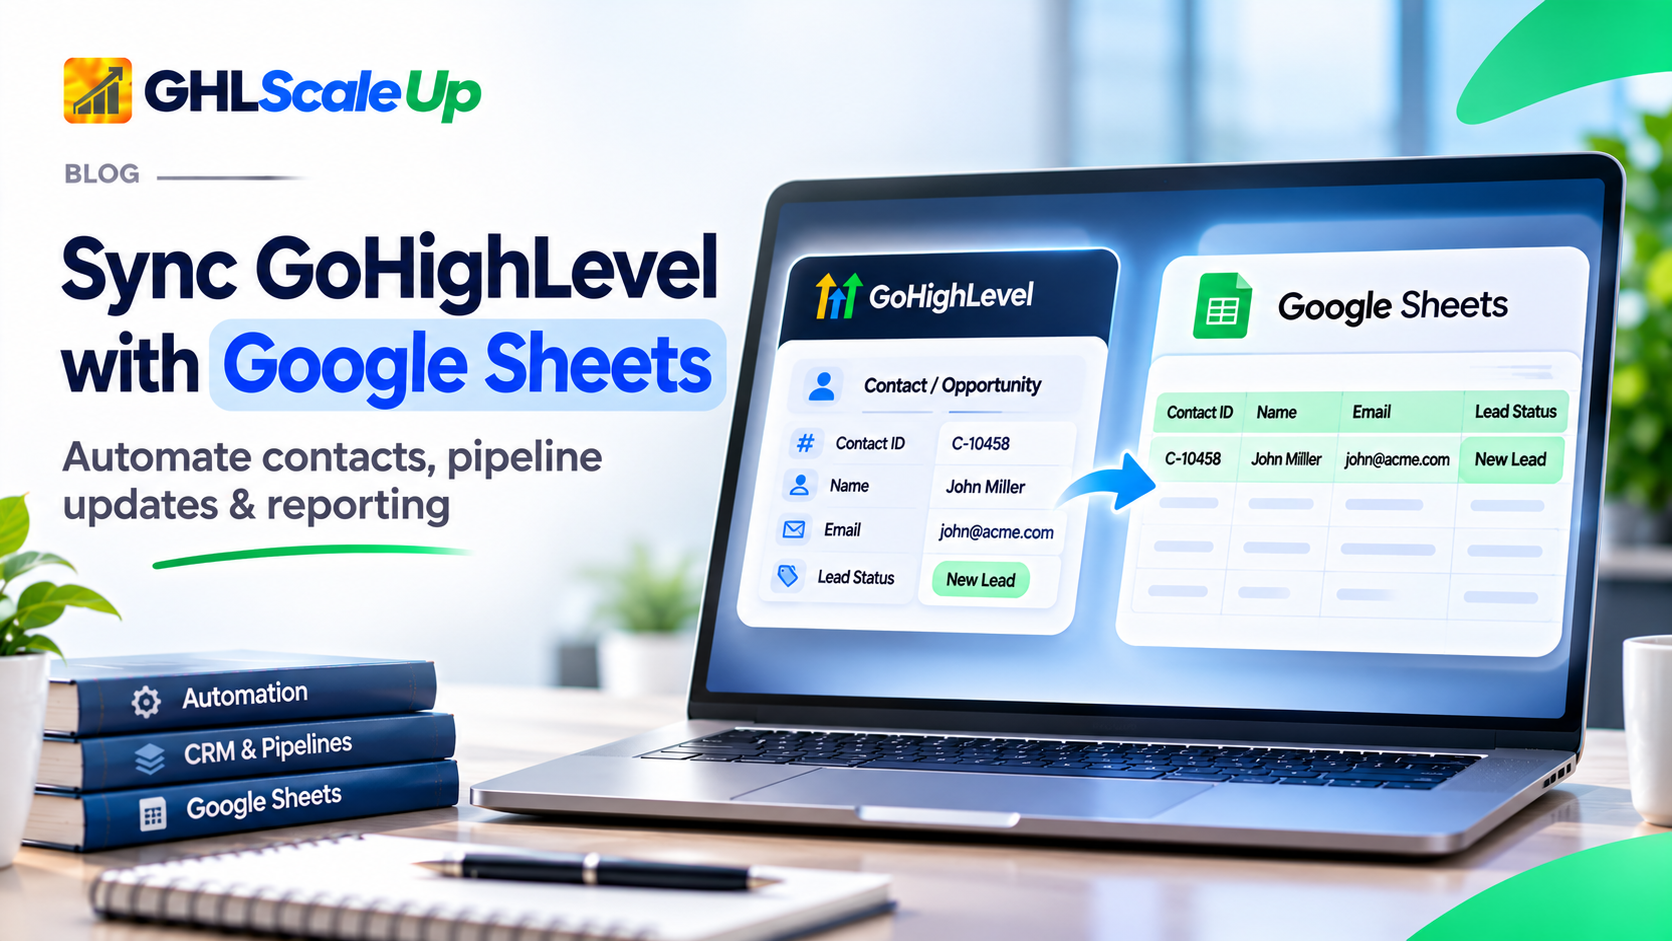 GHLScaleUp
BLOG
Sync GoHighLevel
with Google Sheets
Automate contacts, pipeline
updates & reporting
GoHighLevel
Contact / Opportunity
# Contact ID C-10458
Name John Miller
Email john@acme.com
Lead Status New Lead
Google Sheets
Contact ID Name Email Lead Status
C-10458 John Milller john@acme.com New Lead
Automation
CRM & Pipelines
Google Sheets